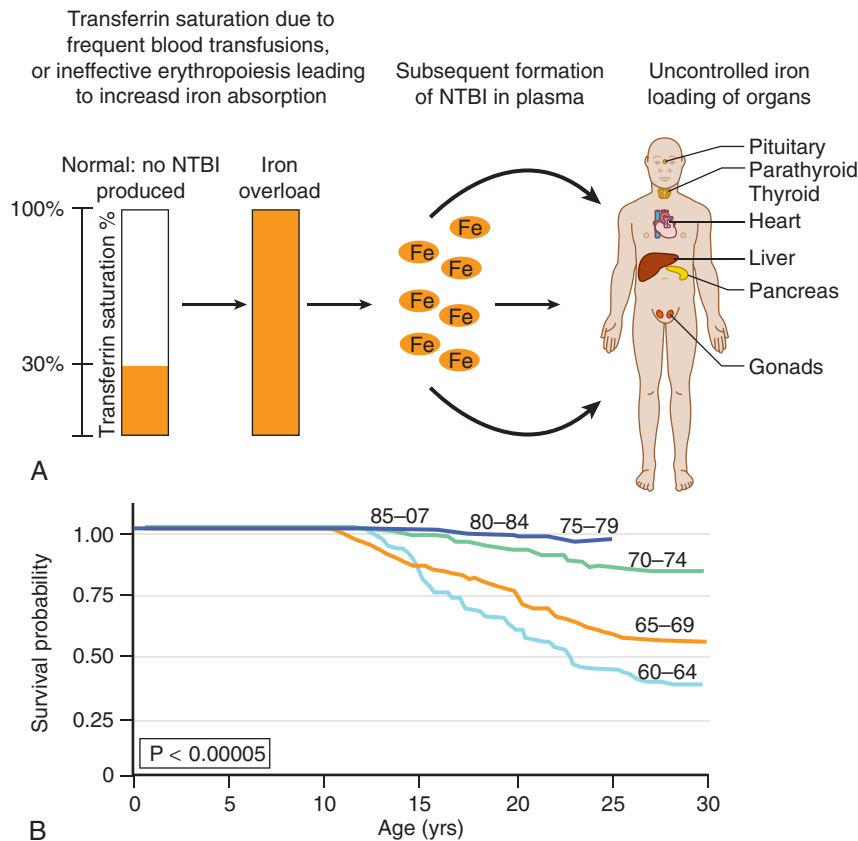 Transferrin saturation due to
frequent blood transfusions,
or ineffective erythropoiesis leading
to increasd iron absorption
Subsequent formation
of NTBI in plasma
Uncontrolled iron
loading of organs
Normal: no NTBI
produced
Iron
overload
100%
30%
Transferrin saturation %
Fe
Fe
Fe
Fe
Fe
Fe
Fe
Pituitary
Parathyroid
Thyroid
Heart
Liver
Pancreas
Gonads
A
Survival probability
1.00
0.75
0.50
0.25
0
85–07
80–84
75–79
70–74
65–69
60–64
P < 0.00005
0
5
10
15
20
25
30
Age (yrs)
B